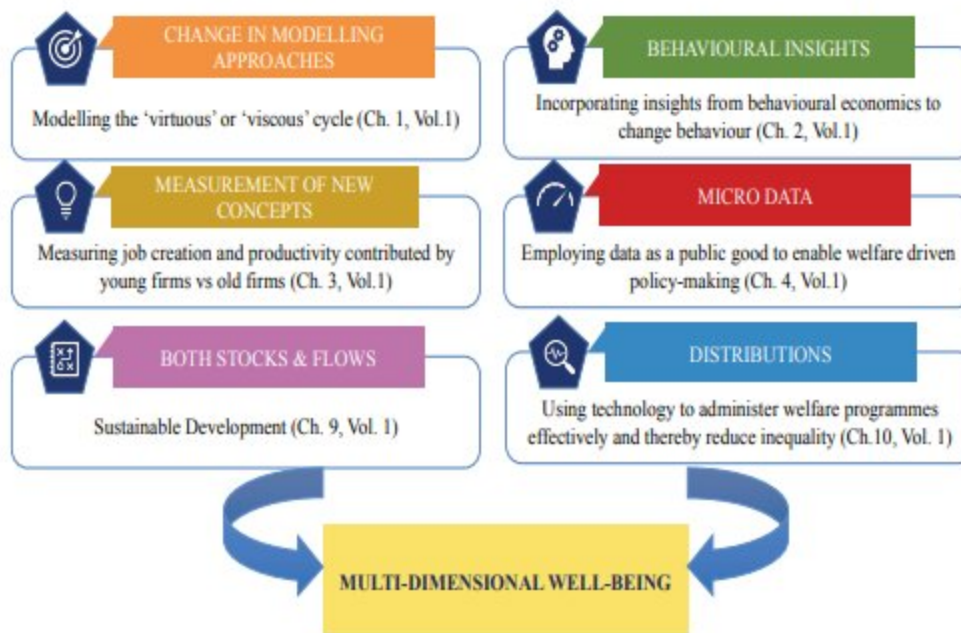 CHANGE IN MODELLING
APPROACHES
Modelling the ‘virtuous’ or ‘viscous’ cycle (Ch. 1, Vol.1)
BEHAVIOURAL INSIGHTS
Incorporating insights from behavioural economics to
change behaviour (Ch. 2, Vol.1)
MEASUREMENT OF NEW
CONCEPTS
Measuring job creation and productivity contributed by
young firms vs old firms (Ch. 3, Vol.1)
MICRO DATA
Employing data as a public good to enable welfare driven
policy-making (Ch. 4, Vol.1)
BOTH STOCKS & FLOWS
Sustainable Development (Ch. 9, Vol. 1)
DISTRIBUTIONS
Using technology to administer welfare programmes
effectively and thereby reduce inequality (Ch.10, Vol. 1)
MULTI-DIMENSIONAL WELL-BEING